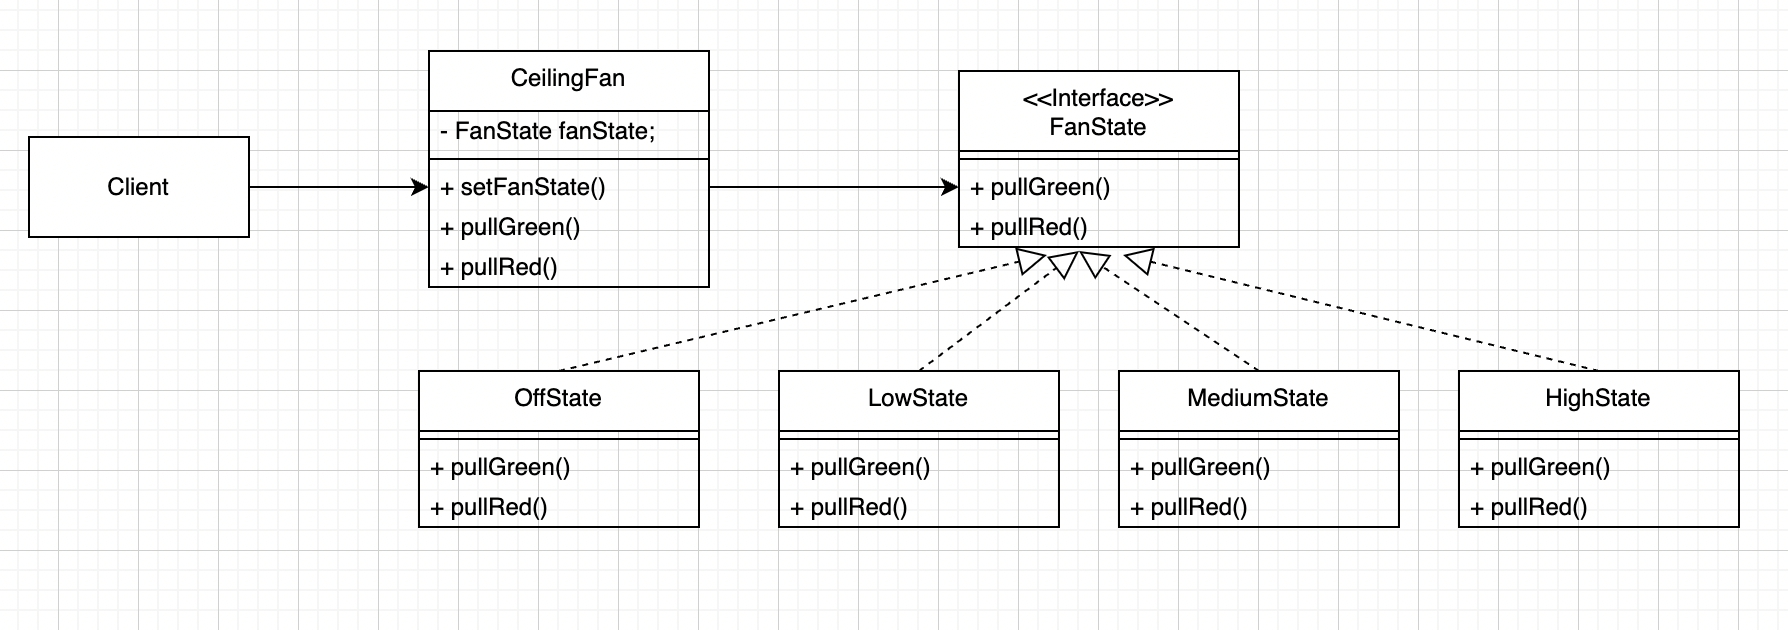 Client
CeilingFan
- FanState fanState;
+ setFanState()
+ pullGreen()
+ pullRed()
<<Interface>>
FanState
+ pullGreen()
+ pullRed()
OffState
+ pullGreen()
+ pullRed()
LowState
+ pullGreen()
+ pullRed()
MediumState
+ pullGreen()
+ pullRed()
HighState
+ pullGreen()
+ pullRed()